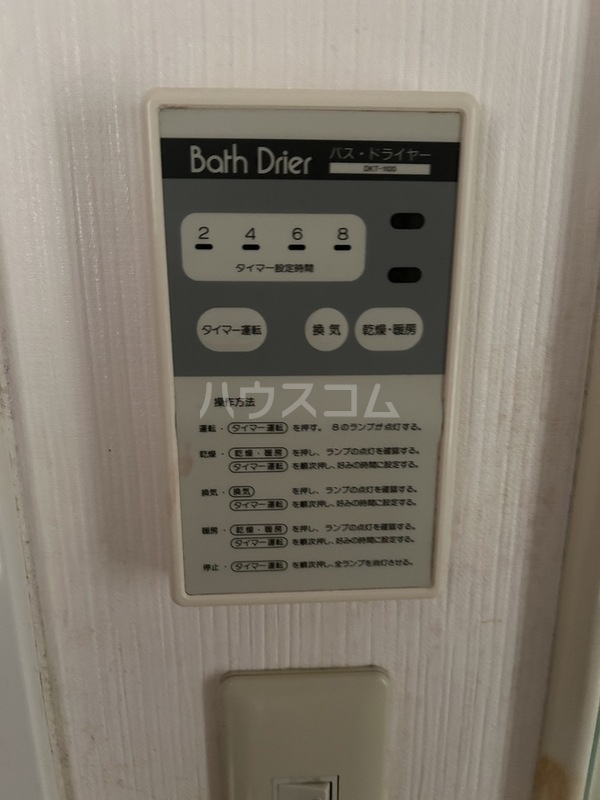 Bath Drier バス・ドライヤー
DKT-1100
2 4 6 8
タイマー設定時間
タイマー運転 換気 乾燥・暖房
ハウスコム
操作方法
運転・タイマー運転を押す。 8のランプが点灯する。
乾燥・乾燥・暖房を押し、ランプの点灯を確認する。
タイマー運転を順次押し、好みの時間に設定する。
換気・換気 を押し、ランプの点灯を確認する。
タイマー運転を順次押し、好みの時間に設定する。
暖房・乾燥・暖房を押し、ランプの点灯を確認する。
タイマー運転を順次押し、好みの時間に設定する。
停止・タイマー運転を順次押し、全ランプを消灯させる。